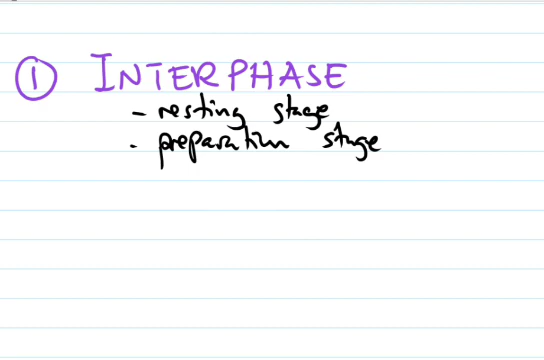 ① INTERPHASE
- resting stage
- preparation stage